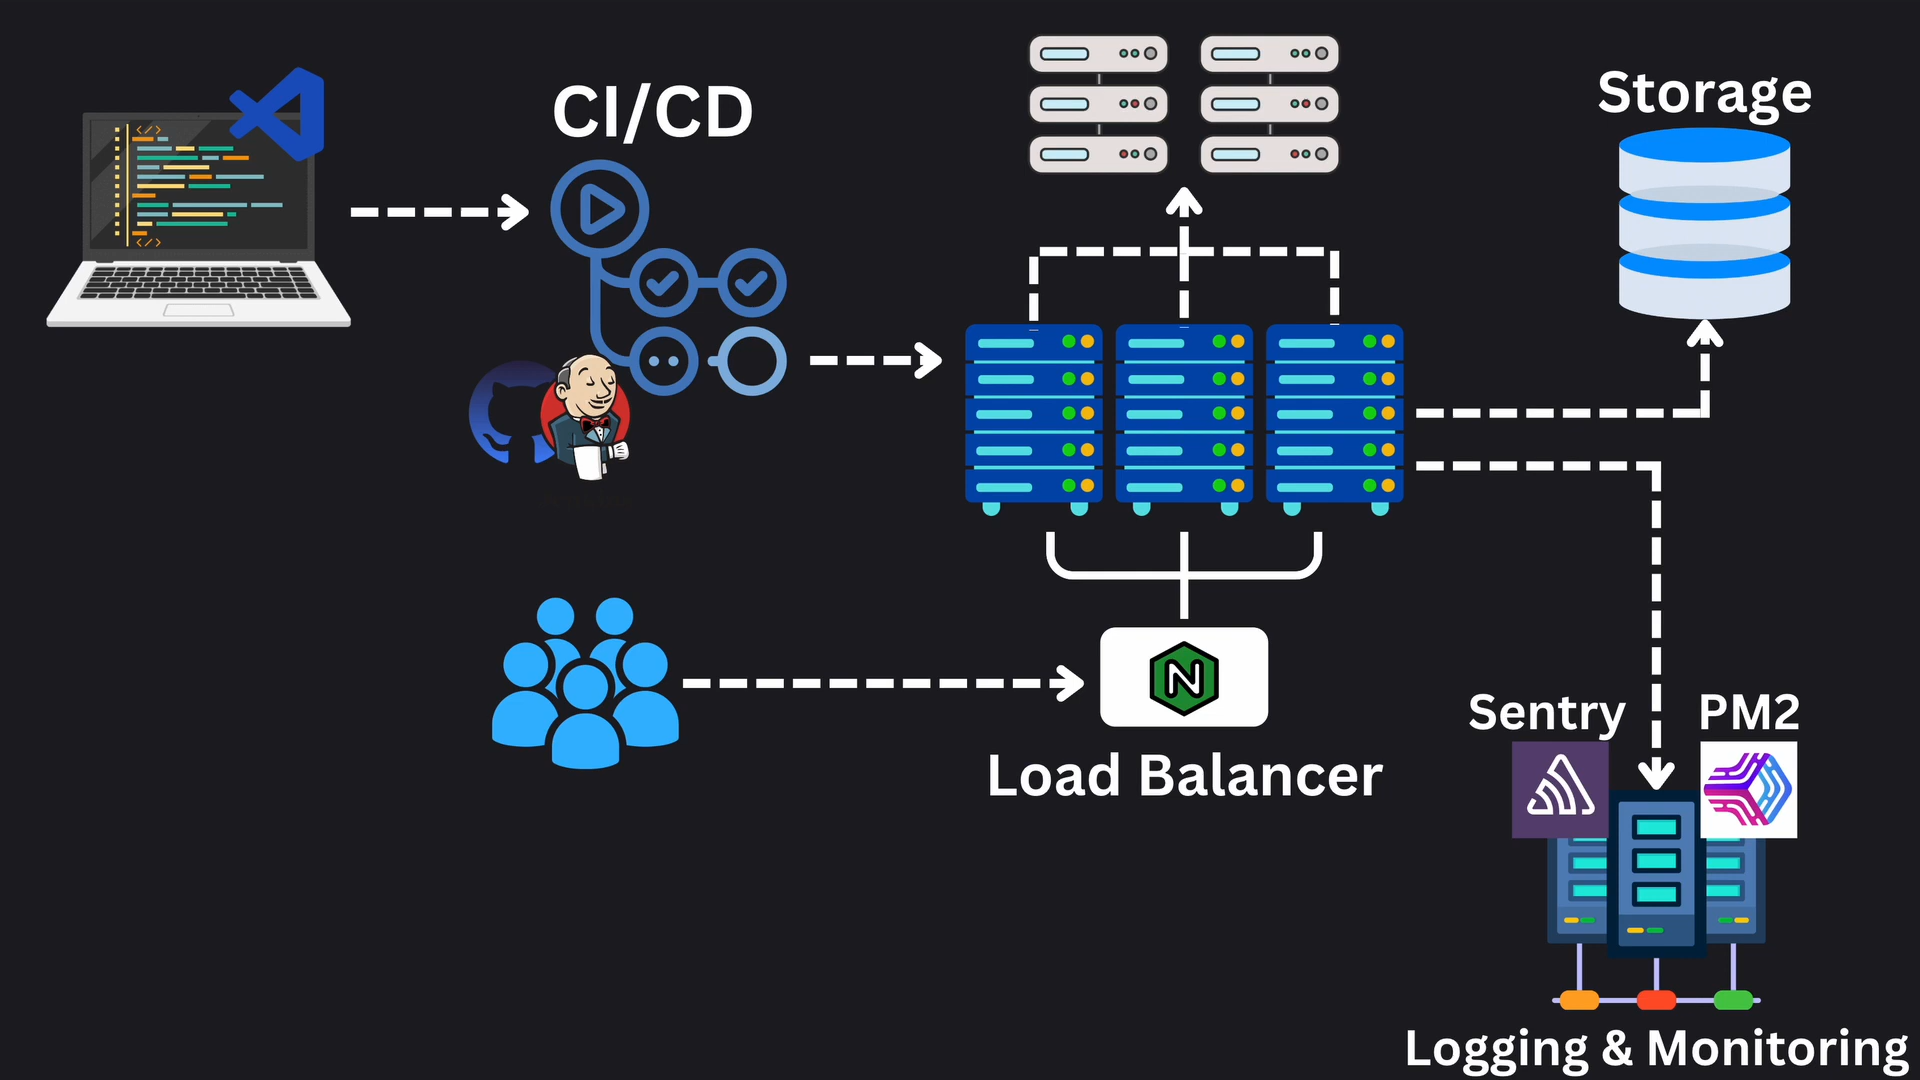 CI/CD
Storage
Load Balancer
Sentry
PM2
Logging & Monitoring